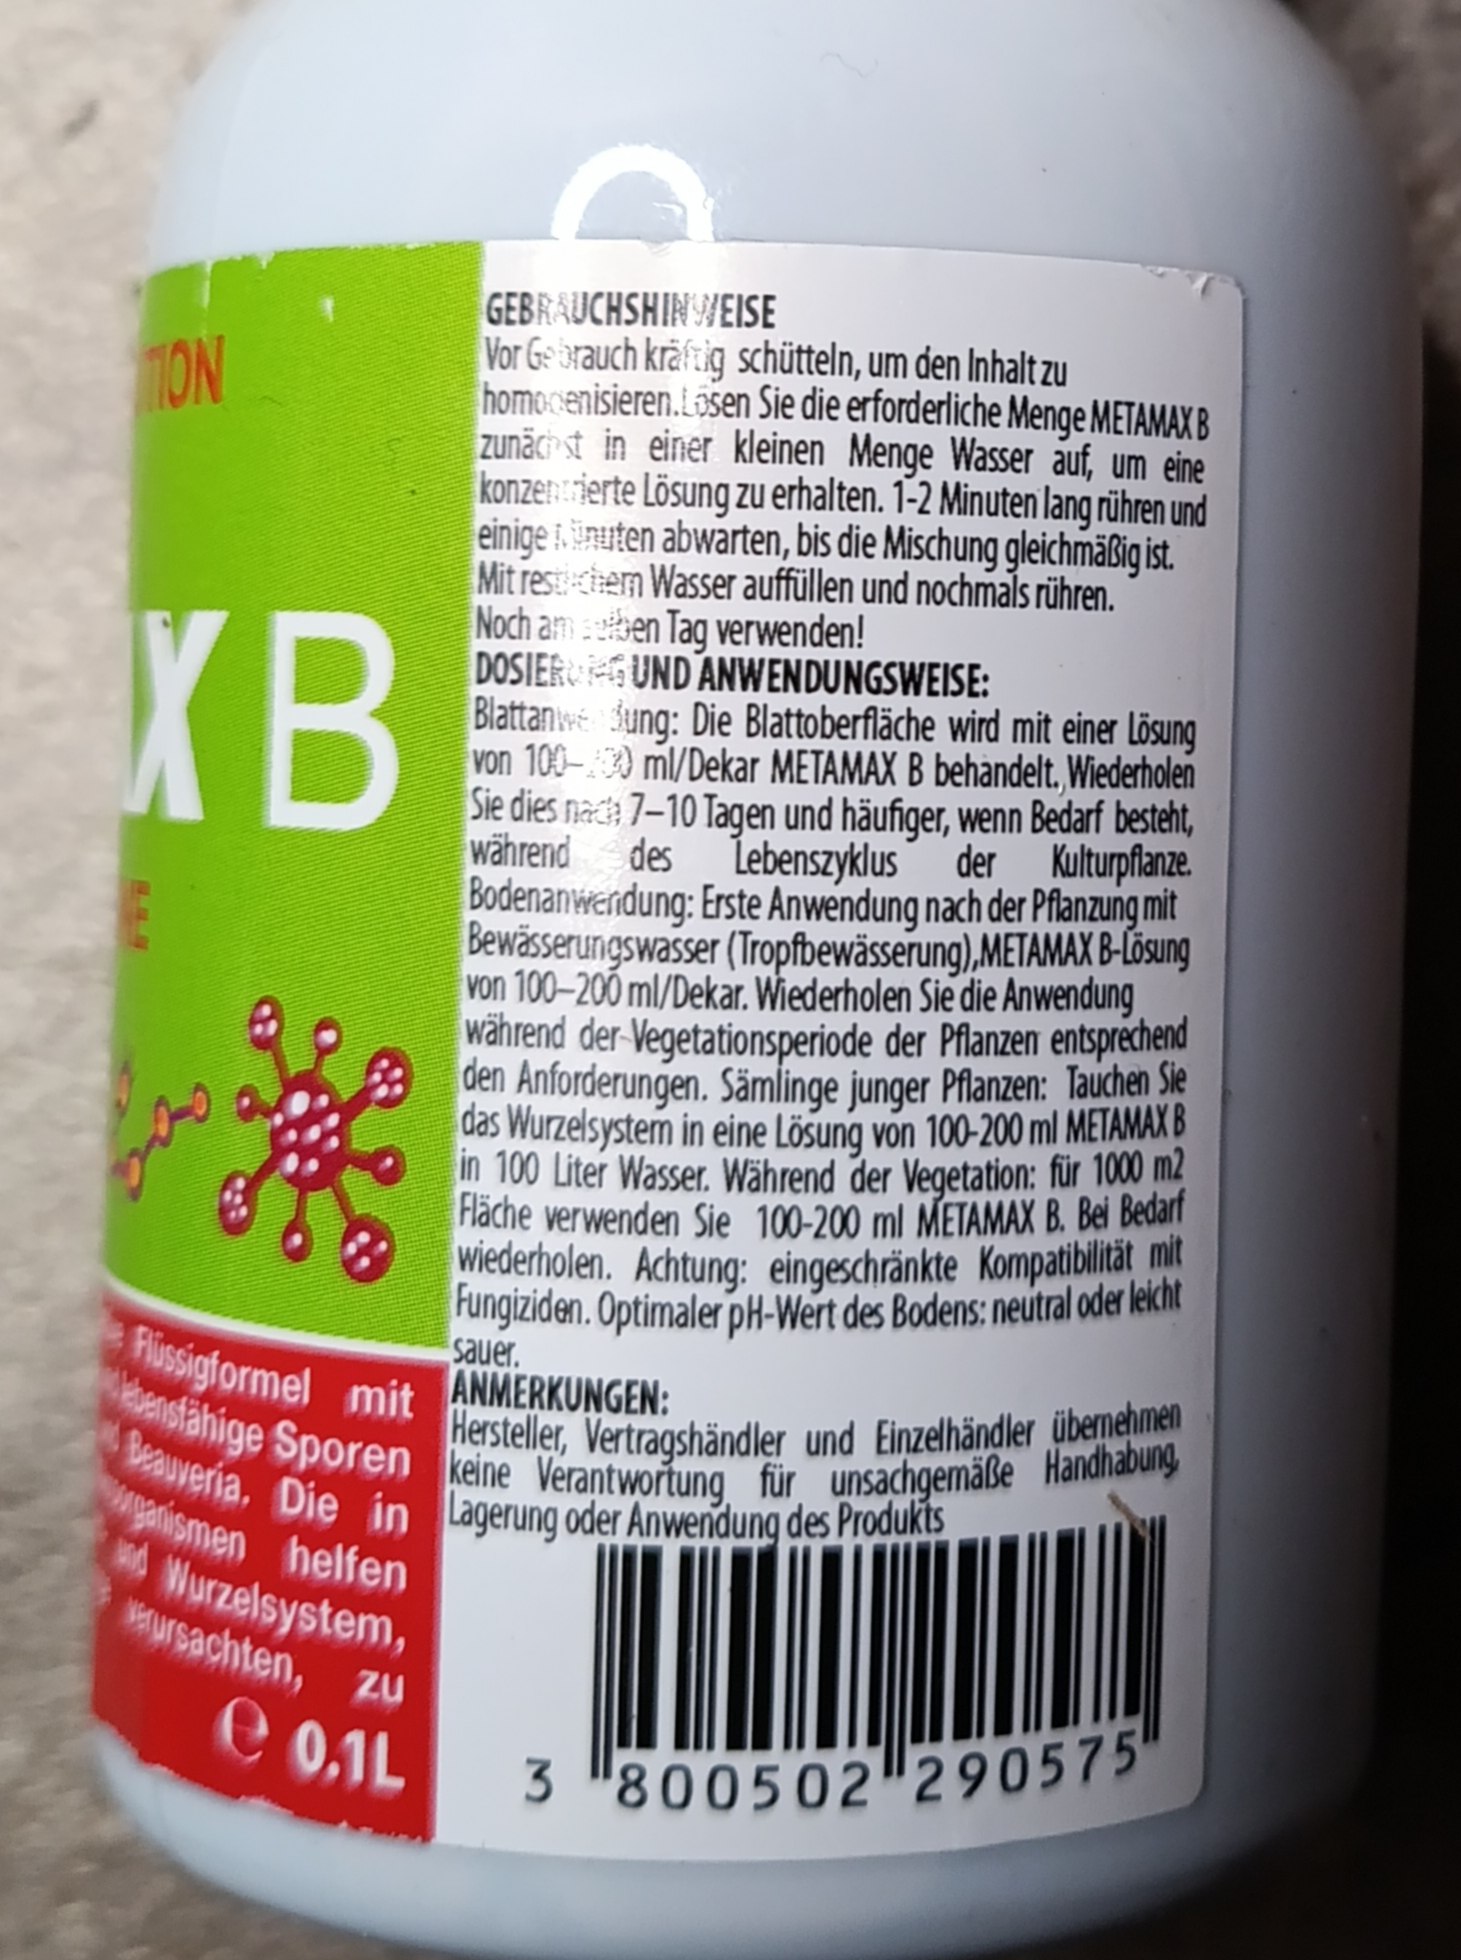 TION
X B
NE
Flüssigformel mit
lebensfähige Sporen
Beauveria. Die in
helfen
und Wurzelsystem,
verursachten, zu
e 0.1L
GEBRAUCHSHINWEISE
Vor Gebrauch kräftig schütteln, um den Inhalt zu
homogenisieren.Lösen Sie die erforderliche Menge METAMAX B
zunächst in einer kleinen Menge Wasser auf, um eine
konzentrierte Lösung zu erhalten. 1-2 Minuten lang rühren und
einige Minuten abwarten, bis die Mischung gleichmäßig ist.
Mit restlichem Wasser auffüllen und nochmals rühren.
Noch am selben Tag verwenden!
DOSIERUNG UND ANWENDUNGSWEISE:
Blattanwendung: Die Blattoberfläche wird mit einer Lösung
von ml/Dekar METAMAX B behandelt. Wiederholen
Sie dies nach 7–10 Tagen und häufiger, wenn Bedarf besteht,
während des Lebenszyklus der Kulturpflanze.
Bodenanwendung: Erste Anwendung nach der Pflanzung mit
Bewässerungswasser (Tropfbewässerung),METAMAX B-Lösung
von 100–200 ml/Dekar. Wiederholen Sie die Anwendung
während der Vegetationsperiode der Pflanzen entsprechend
den Anforderungen. Sämlinge junger Pflanzen: Tauchen Sie
das Wurzelsystem in eine Lösung von 100-200 ml METAMAX B
in 100 Liter Wasser. Während der Vegetation: für 1000 m2
Fläche verwenden Sie 100-200 ml METAMAX B. Bei Bedarf
wiederholen. Achtung: eingeschränkte Kompatibilität mit
Fungiziden. Optimaler pH-Wert des Bodens: neutral oder leicht
sauer.
ANMERKUNGEN:
Hersteller, Vertragshändler und Einzelhändler übernehmen
keine Verantwortung für unsachgemäße Handhabung,
Lagerung oder Anwendung des Produkts
3 800502 290575